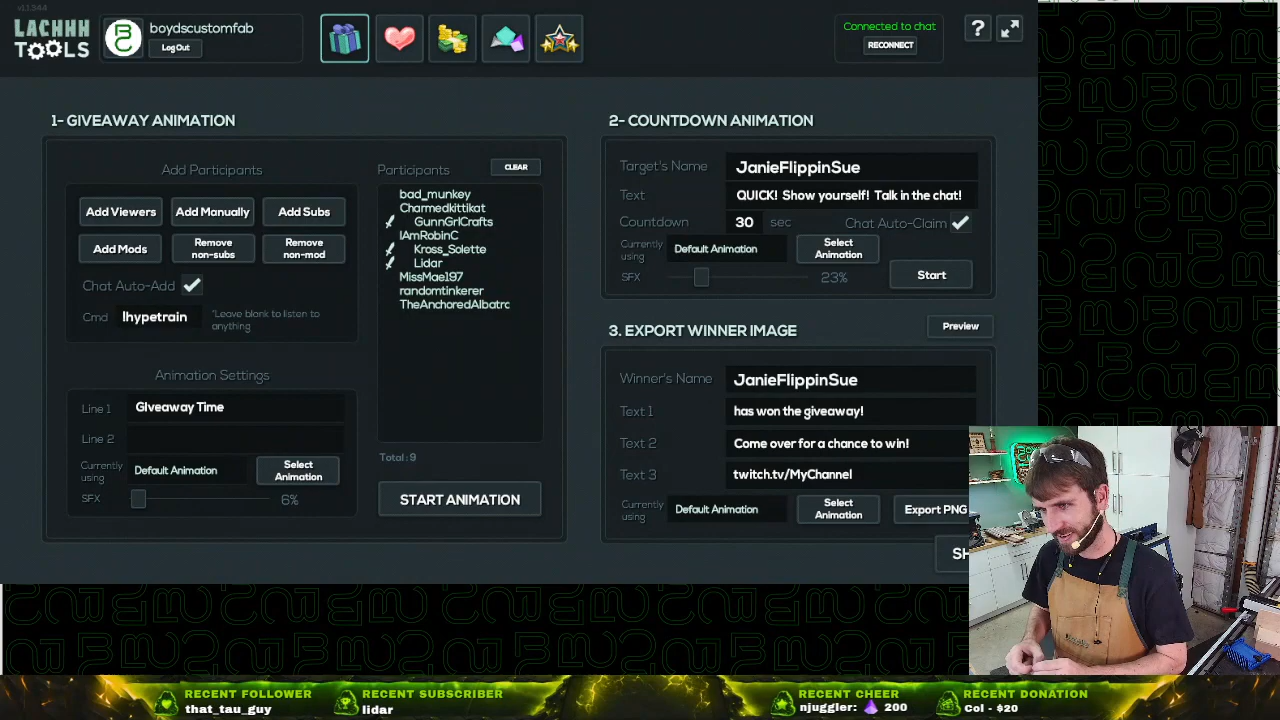 v1.1.344
LACHHH
TOOLS
BC
boydscustomfab
Log Out
Connected to chat
RECONNECT
?
1- GIVEAWAY ANIMATION
Add Participants
Add Viewers
Add Manually
Add Subs
Add Mods
Remove
non-subs
Remove
non-mod
Chat Auto-Add
Cmd
!hypetrain
*Leave blank to listen to
anything
Animation Settings
Line 1
GIveaway Time
Line 2
Currently
using
Default Animation
Select
Animation
SFX
6%
Participants
CLEAR
bad_munkey
Charmedkittikat
GunnGrlCrafts
IAmRobinC
Kross_Solette
Lidar
MissMae197
randomtinkerer
TheAnchoredAlbatro
Total : 9
START ANIMATION
2- COUNTDOWN ANIMATION
Target's Name
JanieFlippinSue
Text
QUICK! Show yourself! Talk in the chat!
Countdown
30
sec
Chat Auto-Claim
Currently
using
Default Animation
Select
Animation
SFX
23%
Start
3. EXPORT WINNER IMAGE
Preview
Winner's Name
JanieFlippinSue
Text 1
has won the giveaway!
Text 2
Come over for a chance to win!
Text 3
twitch.tv/MyChannel
Currently
using
Default Animation
Select
Animation
Export PNG
SH
RECENT FOLLOWER
that_tau_guy
RECENT SUBSCRIBER
lidar
RECENT CHEER
njuggler: 200
RECENT DONATION
Col - $20